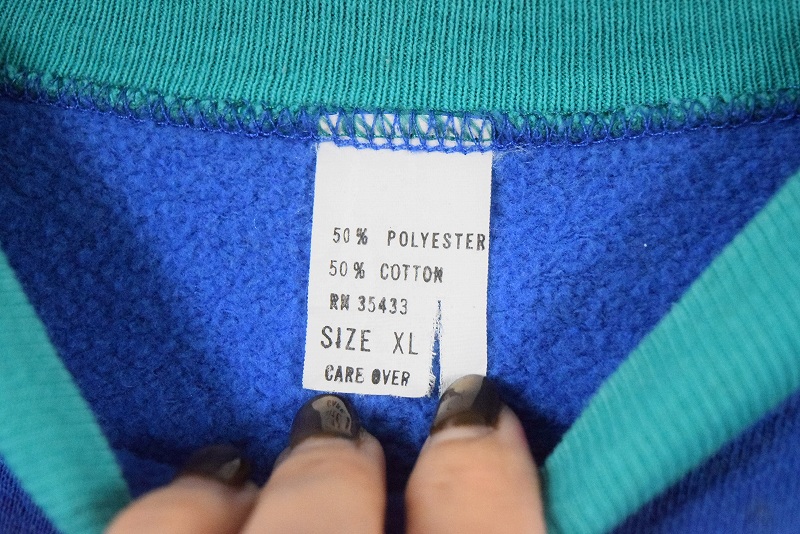 50% POLYESTER
50% COTTON
RN 35433
SIZE XL
CARE OVER